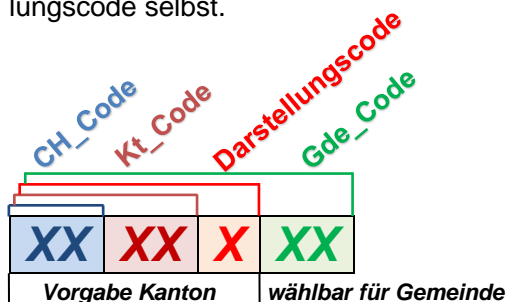 lungscode selbst.
CH_Code
Kt_Code
Darstellungscode
Gde_Code
XX XX X XX
Vorgabe Kanton wählbar für Gemeinde